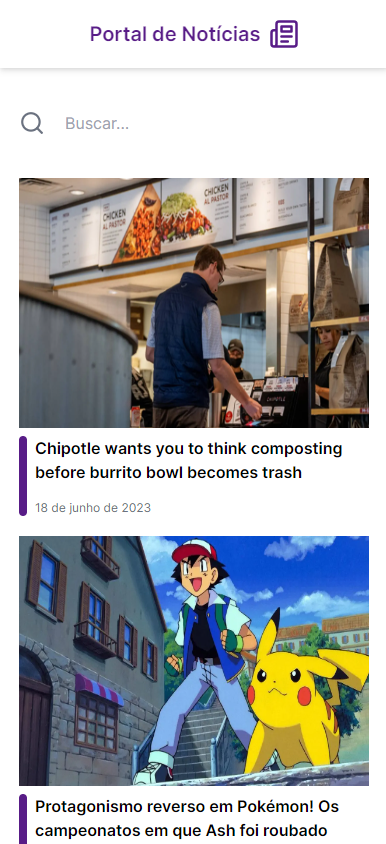 Portal de Notícias
Buscar...
CHICKEN
AL PASTOR
CHICKEN
AL PASTOR
CHIPOTLE
Chipotle wants you to think composting
before burrito bowl becomes trash
18 de junho de 2023
Protagonismo reverso em Pokémon! Os
campeonatos em que Ash foi roubado